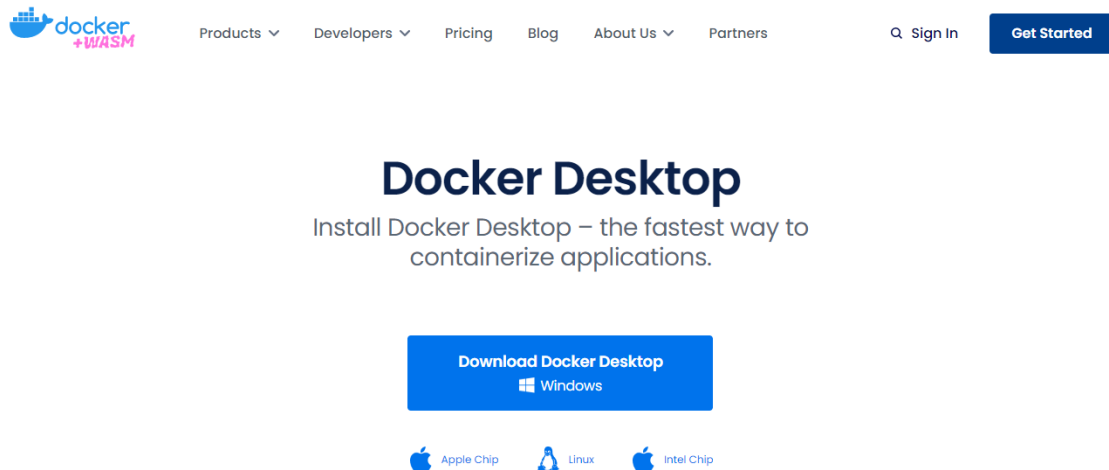 docker
+WASM
Products
Developers
Pricing
Blog
About Us
Partners
Sign In
Get Started
Docker Desktop
Install Docker Desktop – the fastest way to
containerize applications.
Download Docker Desktop
Windows
Apple Chip
Linux
Intel Chip